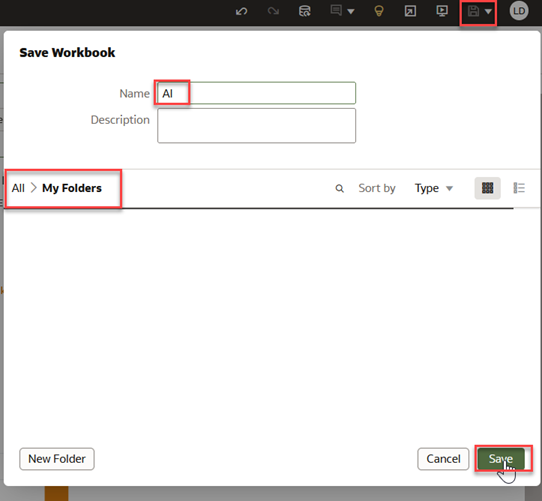 LD
Save Workbook
Name AI
Description
All > My Folders Sort by Type
New Folder Cancel Save